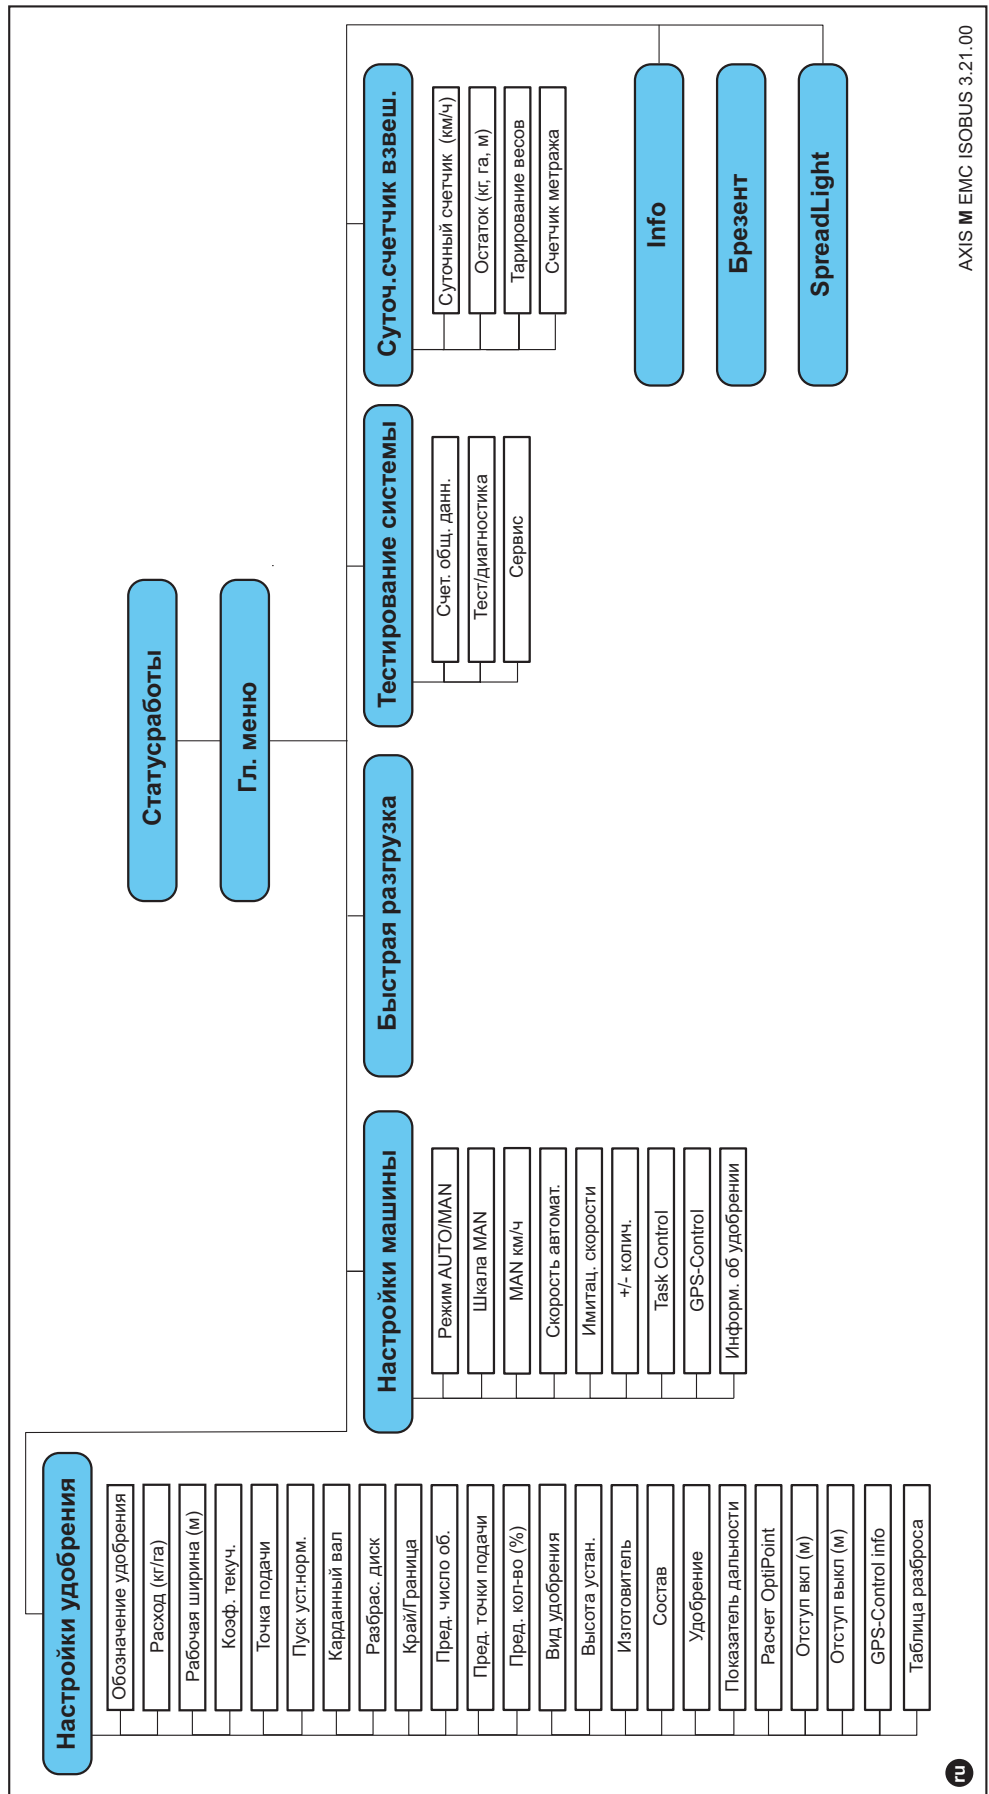 Статусработы
Гл. меню
Настройки удобрения
Обозначение удобрения
Расход (кг/га)
Рабочая ширина (м)
Коэф. текуч.
Точка подачи
Пуск уст.норм.
Карданный вал
Разбрас. диск
Край/Граница
Пред. число об.
Пред. точки подачи
Пред. кол-во (%)
Вид удобрения
Высота устан.
Изготовитель
Состав
Удобрение
Показатель дальности
Расчет OptiPoint
Отступ вкл (м)
Отступ выкл (м)
GPS-Control info
Таблица разброса
Настройки машины
Режим AUTO/MAN
Шкала MAN
MAN км/ч
Скорость автомат.
Имитац. скорости
+/- колич.
Task Control
GPS-Control
Информ. об удобрении
Быстрая разгрузка
Тестирование системы
Счет. общ. данн.
Тест/диагностика
Сервис
Суточ.счетчик взвеш.
Суточный счетчик (км/ч)
Остаток (кг, га, м)
Тарирование весов
Счетчик метража
Info
Брезент
SpreadLight
ru
AXIS M EMC ISOBUS 3.21.00